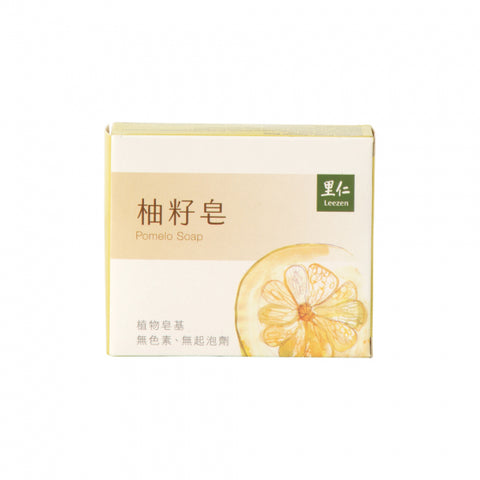 里仁
Leezen
柚籽皂
Pomelo Soap
植物皂基
無色素、無起泡劑